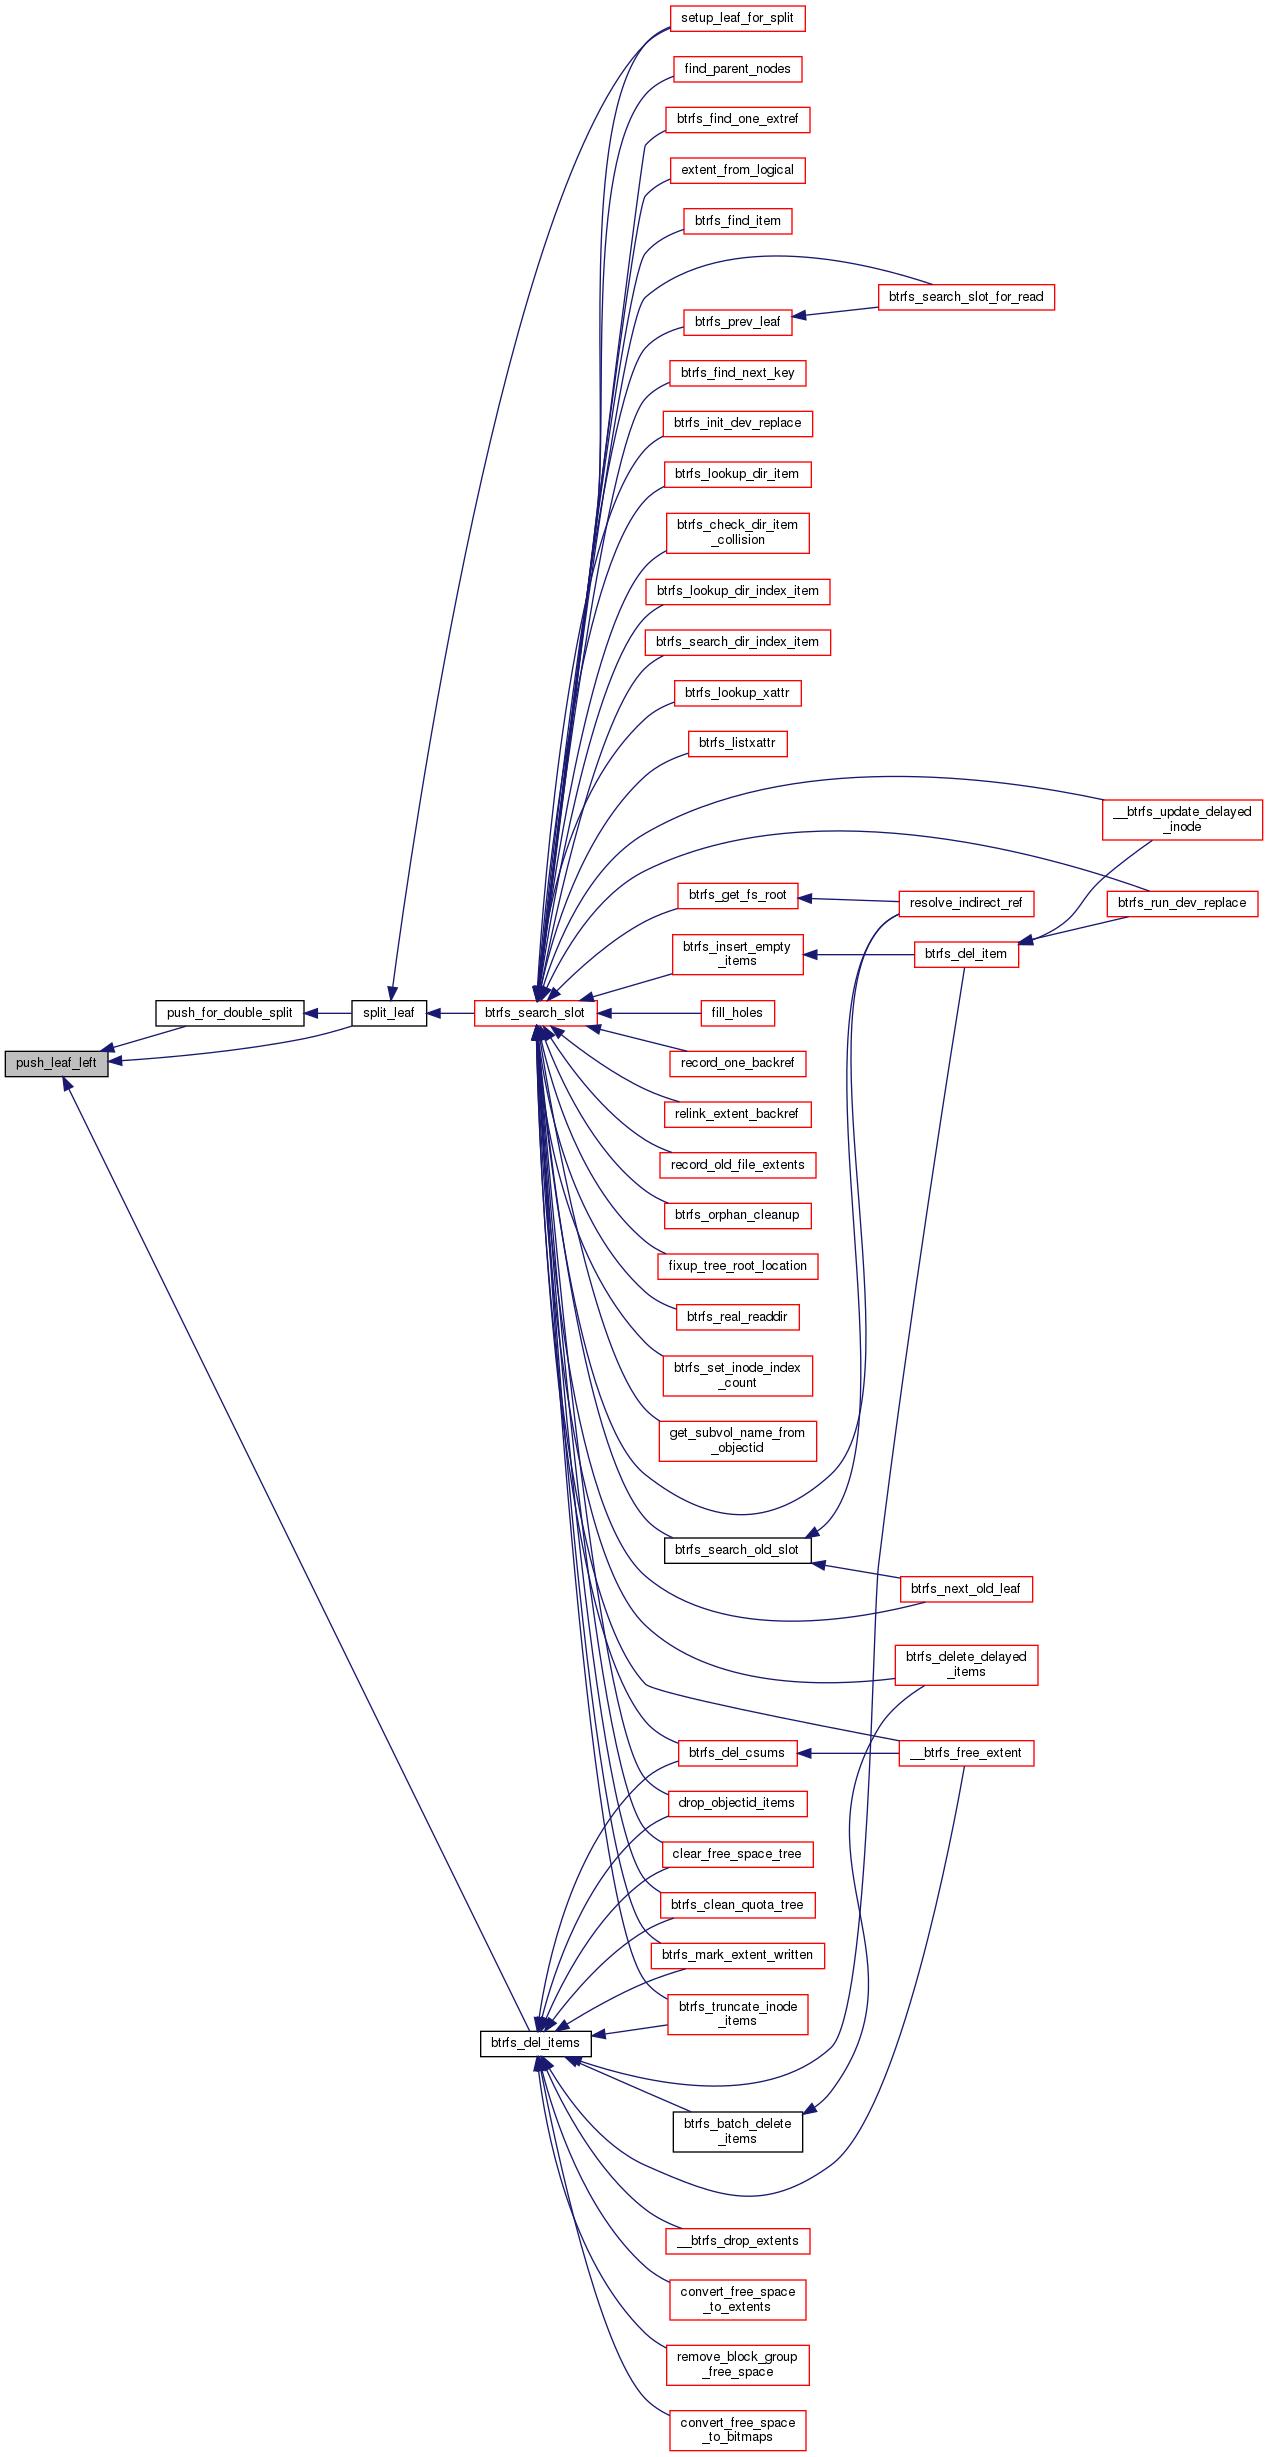 setup_leaf_for_split
find_parent_nodes
btrfs_find_one_extref
extent_from_logical
btrfs_find_item
btrfs_search_slot_for_read
btrfs_prev_leaf
btrfs_find_next_key
btrfs_init_dev_replace
btrfs_lookup_dir_item
btrfs_check_dir_item
_collision
btrfs_lookup_dir_index_item
btrfs_search_dir_index_item
btrfs_lookup_xattr
btrfs_listxattr
__btrfs_update_delayed
_inode
btrfs_get_fs_root
resolve_indirect_ref
btrfs_run_dev_replace
btrfs_insert_empty
_items
btrfs_del_item
push_for_double_split
split_leaf
btrfs_search_slot
fill_holes
push_leaf_left
record_one_backref
relink_extent_backref
record_old_file_extents
btrfs_orphan_cleanup
fixup_tree_root_location
btrfs_real_readdir
btrfs_set_inode_index
_count
get_subvol_name_from
_objectid
btrfs_search_old_slot
btrfs_next_old_leaf
btrfs_delete_delayed
_items
btrfs_del_csums
__btrfs_free_extent
drop_objectid_items
clear_free_space_tree
btrfs_clean_quota_tree
btrfs_mark_extent_written
btrfs_truncate_inode
_items
btrfs_del_items
btrfs_batch_delete
_items
__btrfs_drop_extents
convert_free_space
_to_extents
remove_block_group
_free_space
convert_free_space
_to_bitmaps